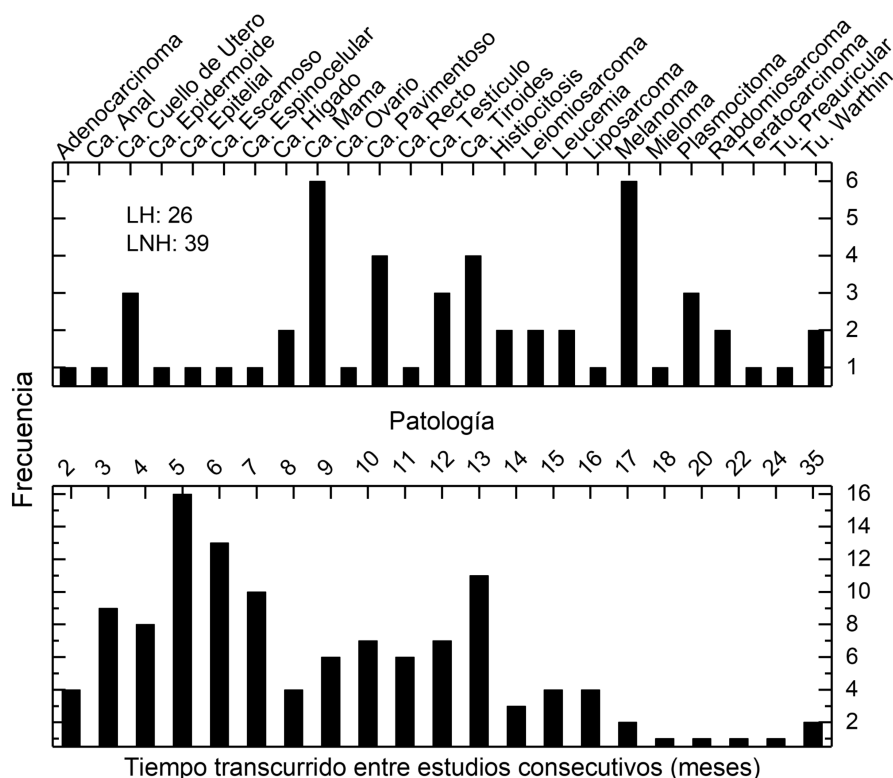 Adenocarcinoma
Ca. Anal
Ca. Cuello de Utero
Ca. Epidermoide
Ca. Epitelial
Ca. Escamoso
Ca. Espinocelular
Ca. Hígado
Ca. Mama
Ca. Ovario
Ca. Pavimentoso
Ca. Recto
Ca. Testículo
Ca. Tiroides
Histiocitosis
Leiomiosarcoma
Leucemia
Liposarcoma
Melanoma
Mieloma
Plasmocitoma
Rabdomiosarcoma
Teratocarcinoma
Tu. Preauricular
Tu. Warthin
LH: 26
LNH: 39
6
5
4
3
2
1
Patología
Frecuencia
2 3 4 5 6 7 8 9 10 11 12 13 14 15 16 17 18 20 22 24 35
16
14
12
10
8
6
4
2
Tiempo transcurrido entre estudios consecutivos (meses)